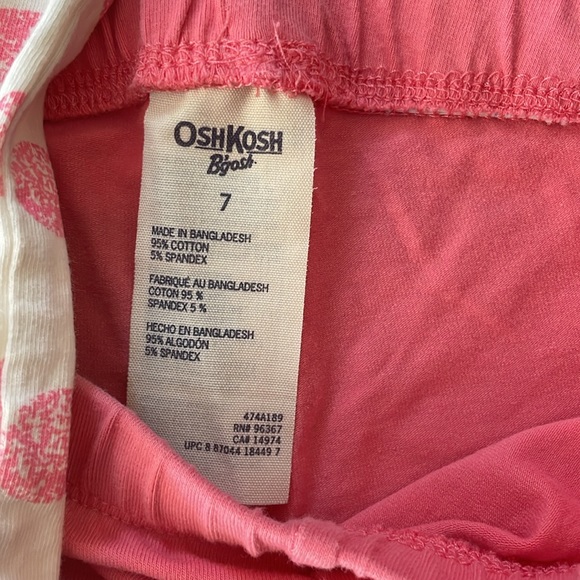 OSHKOSH
B'gosh
7
MADE IN BANGLADESH
95% COTTON
5% SPANDEX
FABRIQUÉ AU BANGLADESH
COTON 95 %
SPANDEX 5 %
HECHO EN BANGLADESH
95% ALGODÓN
5% SPANDEX
474A189
RN# 96367
CA# 14974
UPC 8 87044 18449 7